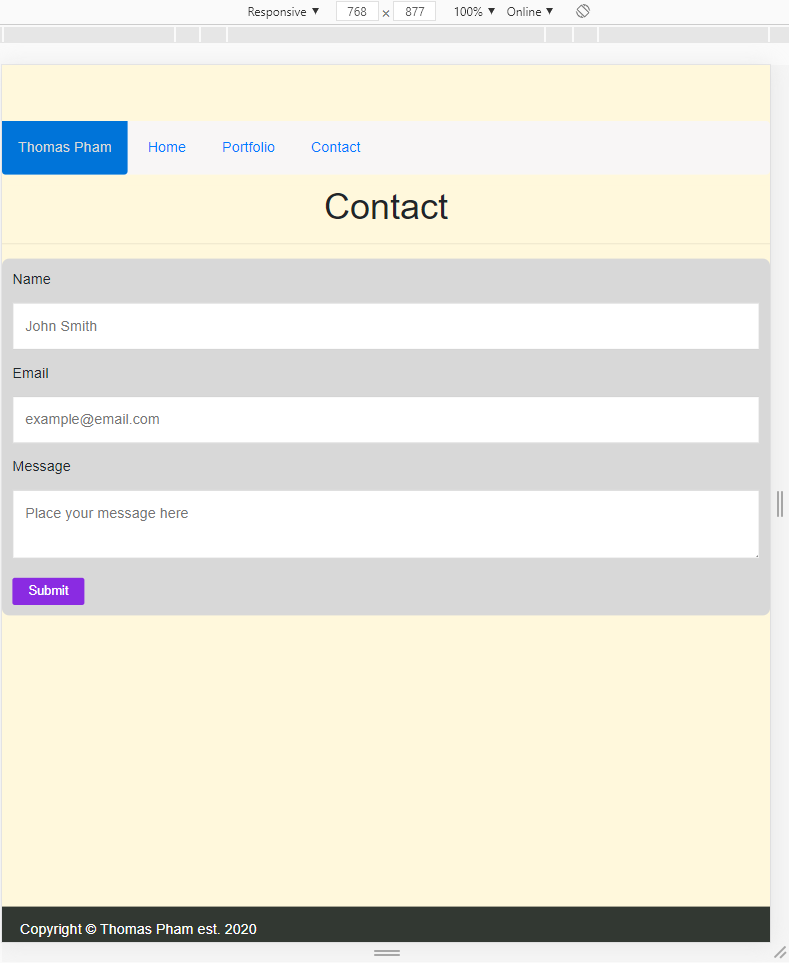 Responsive ▼ 768 × 877 100% ▼ Online ▼
Thomas Pham Home Portfolio Contact
Contact
Name
John Smith
Email
example@email.com
Message
Place your message here
Submit
Copyright © Thomas Pham est. 2020